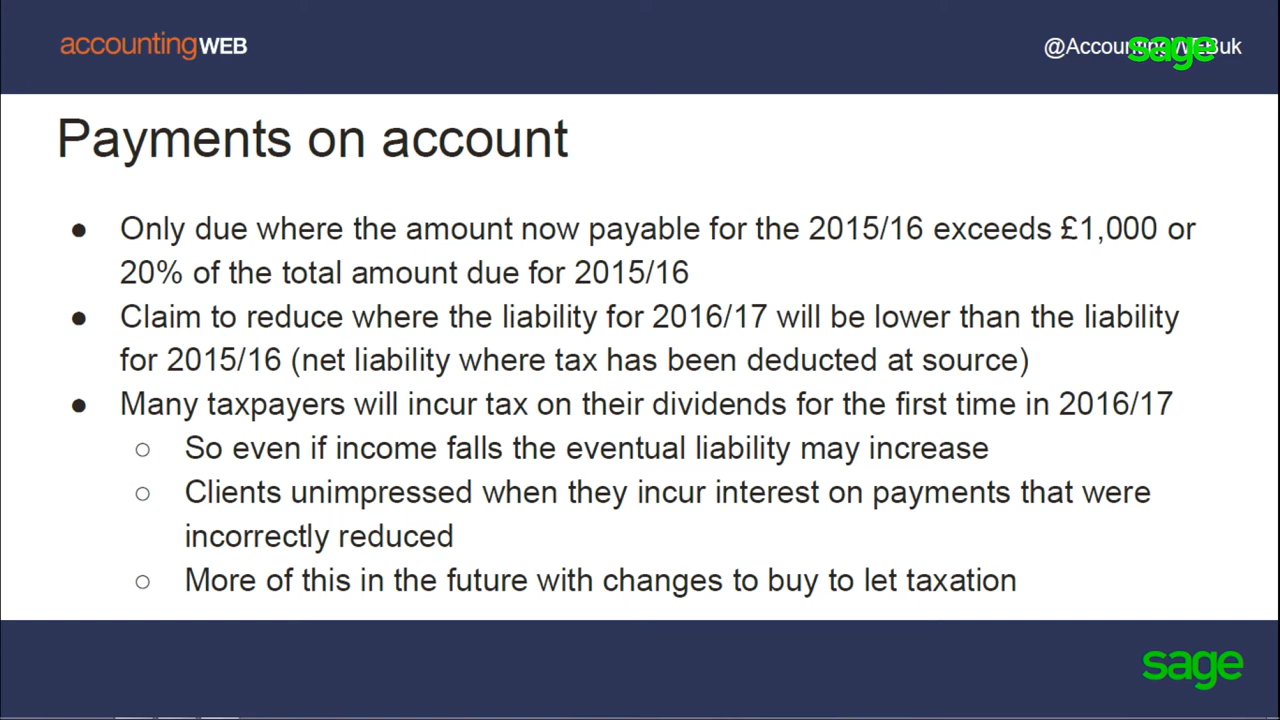 accountingWEB
@AccountingWEBuk
sage
Payments on account
● Only due where the amount now payable for the 2015/16 exceeds £1,000 or
20% of the total amount due for 2015/16
● Claim to reduce where the liability for 2016/17 will be lower than the liability
for 2015/16 (net liability where tax has been deducted at source)
● Many taxpayers will incur tax on their dividends for the first time in 2016/17
○ So even if income falls the eventual liability may increase
○ Clients unimpressed when they incur interest on payments that were
incorrectly reduced
○ More of this in the future with changes to buy to let taxation
sage